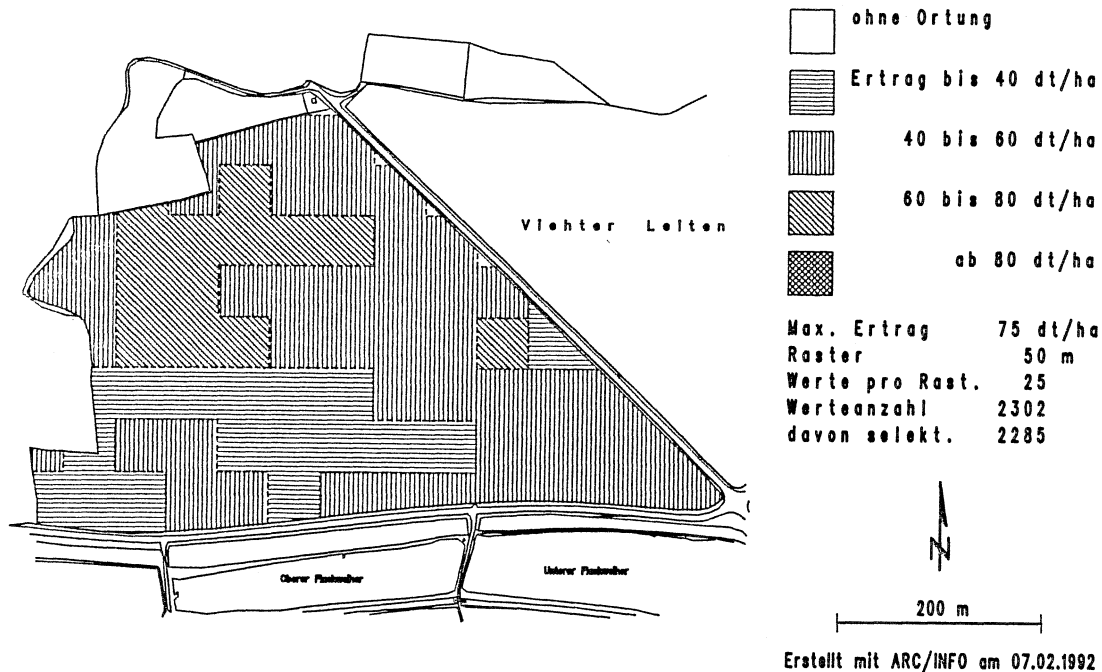 ohne Ortung
Ertrag bis 40 dt/ha
40 bis 60 dt/ha
60 bis 80 dt/ha
ab 80 dt/ha
Viehter Leiten
Max. Ertrag 75 dt/ha
Raster 50 m
Werte pro Rast. 25
Werteanzahl 2302
davon selekt. 2285
N
200 m
Oberer
Unterer
Erstellt mit ARC/INFO am 07.02.1992